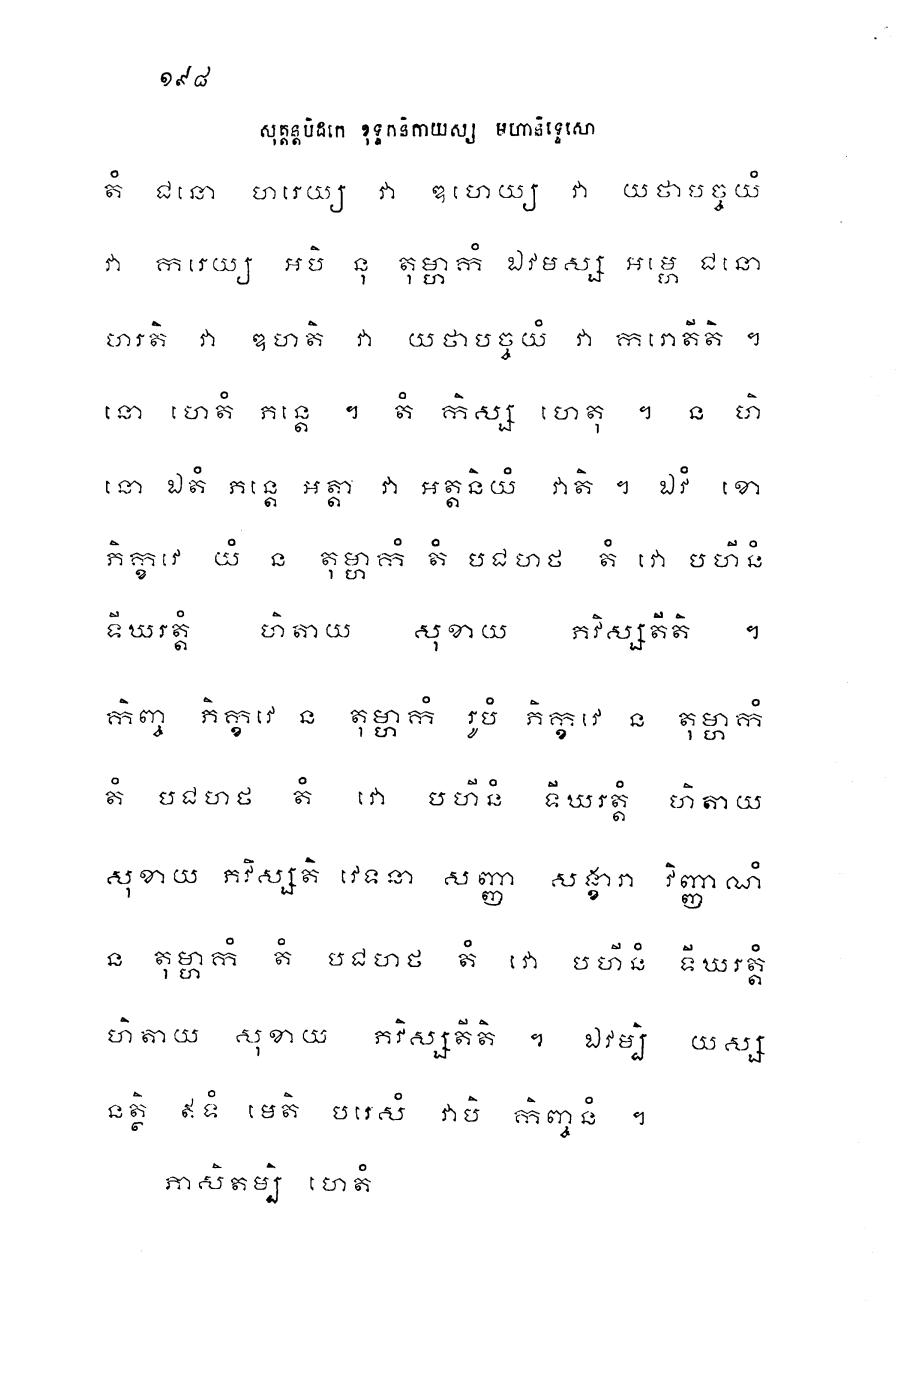 ១៩៨
សុត្តន្តបិដកេ ខុទ្ទកនិកាយស្ស មហានិទ្ទេសោ
តំ ជនោ ហរេយ្យ វា ឌហេយ្យ វា យថាបច្ចយំ
វា ករេយ្យ អបិ នុ តុម្ហាកំ ឯវមស្ស អម្ហេ ជនោ
ហរតិ វា ឌហតិ វា យថាបច្ចយំ វា ករោតីតិ ។
នោ ហេតំ ភន្តេ ។ តំ កិស្ស ហេតុ ។ ន ហិ
នោ ឯតំ ភន្តេ អត្តា វា អត្តនិយំ វាតិ ។ ឯវំ ខោ
ភិក្ខវេ យំ ន តុម្ហាកំ តំ បជហថ តំ វោ បហីនំ
ទីឃរត្តំ ហិតាយ សុខាយ ភវិស្សតីតិ ។
កិញ្ច ភិក្ខវេ ន តុម្ហាកំ រូបំ ភិក្ខវេ ន តុម្ហាកំ
តំ បជហថ តំ វោ បហីនំ ទីឃរត្តំ ហិតាយ
សុខាយ ភវិស្សតិ វេទនា សញ្ញា សង្ខារា វិញ្ញាណំ
ន តុម្ហាកំ តំ បជហថ តំ វោ បហីនំ ទីឃរត្តំ
ហិតាយ សុខាយ ភវិស្សតីតិ ។ ឯវម្បិ យស្ស
នត្ថិ ឥទំ មេតិ បរេសំ វាបិ កិញ្ចនំ ។
ភាសិតម្បិ ហេតំ